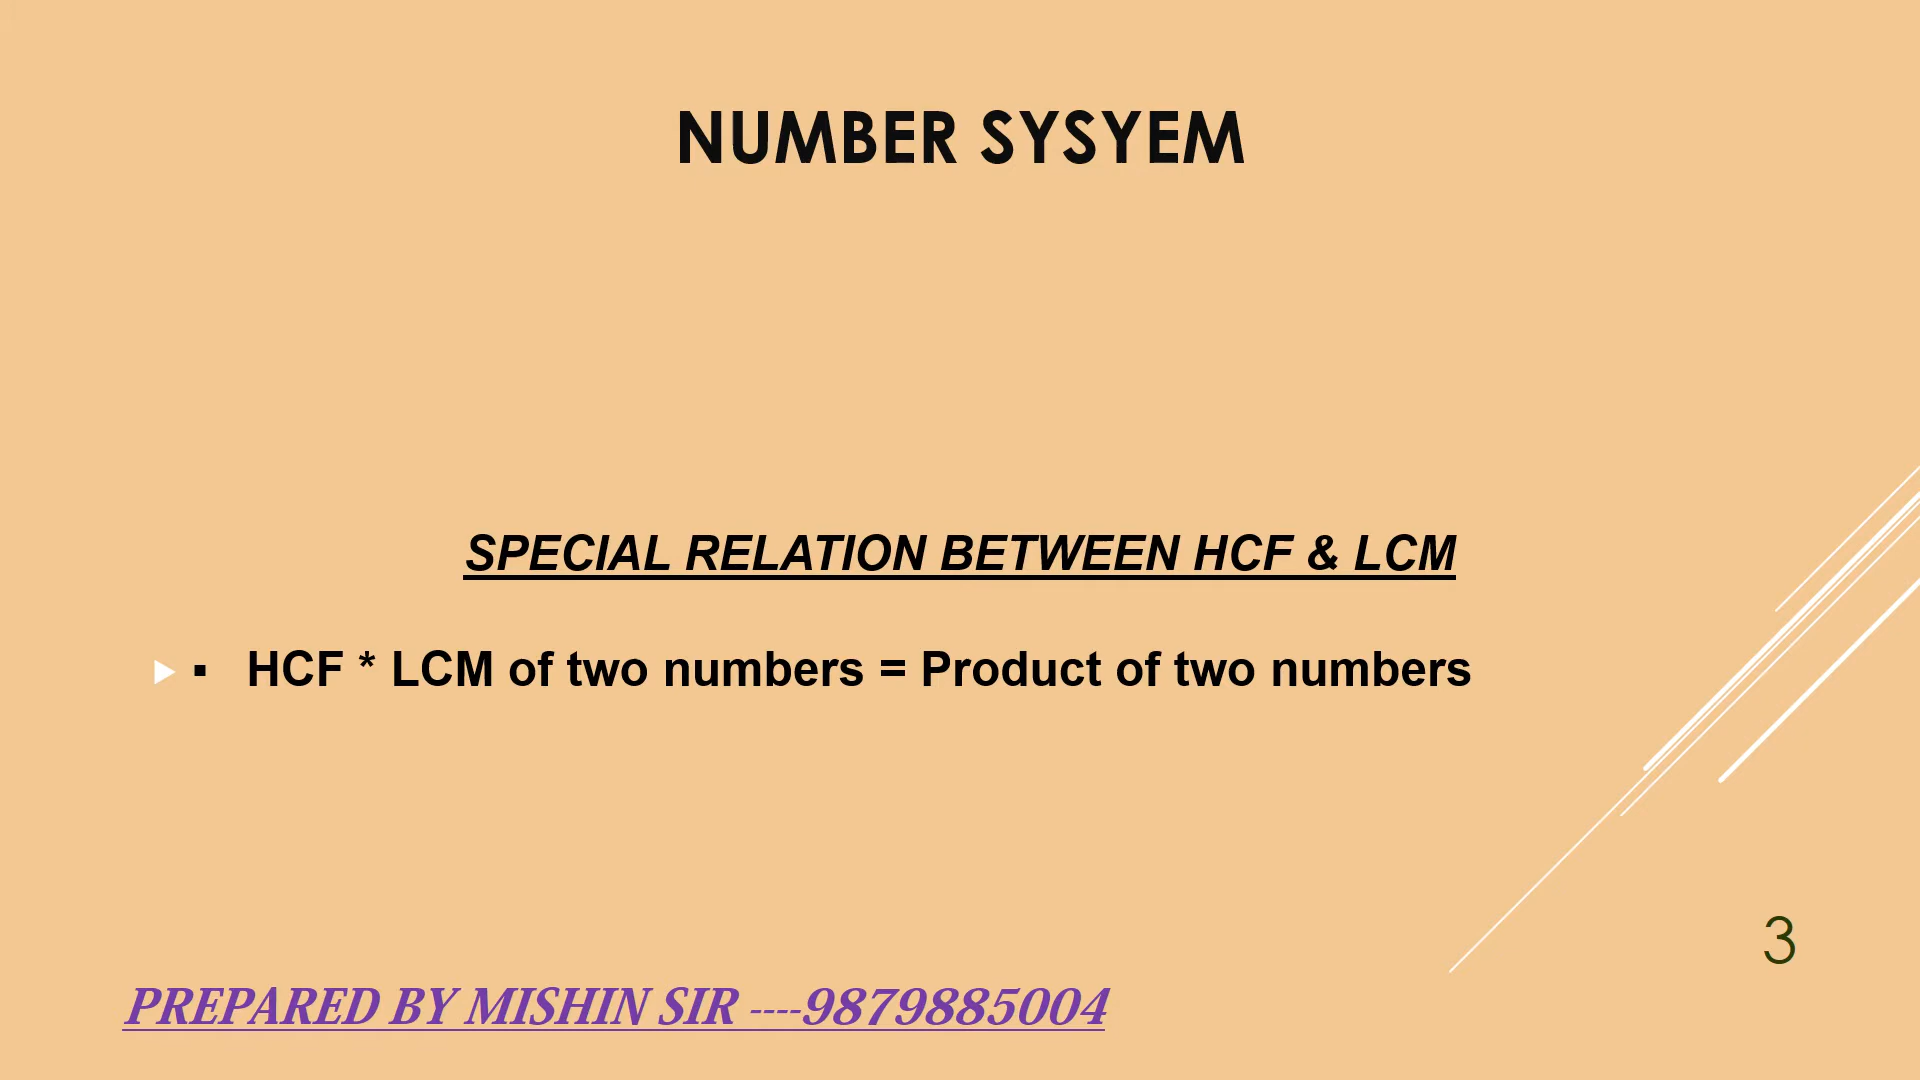 NUMBER SYSYEM
SPECIAL RELATION BETWEEN HCF & LCM
▪ HCF * LCM of two numbers = Product of two numbers
3
PREPARED BY MISHIN SIR ----9879885004